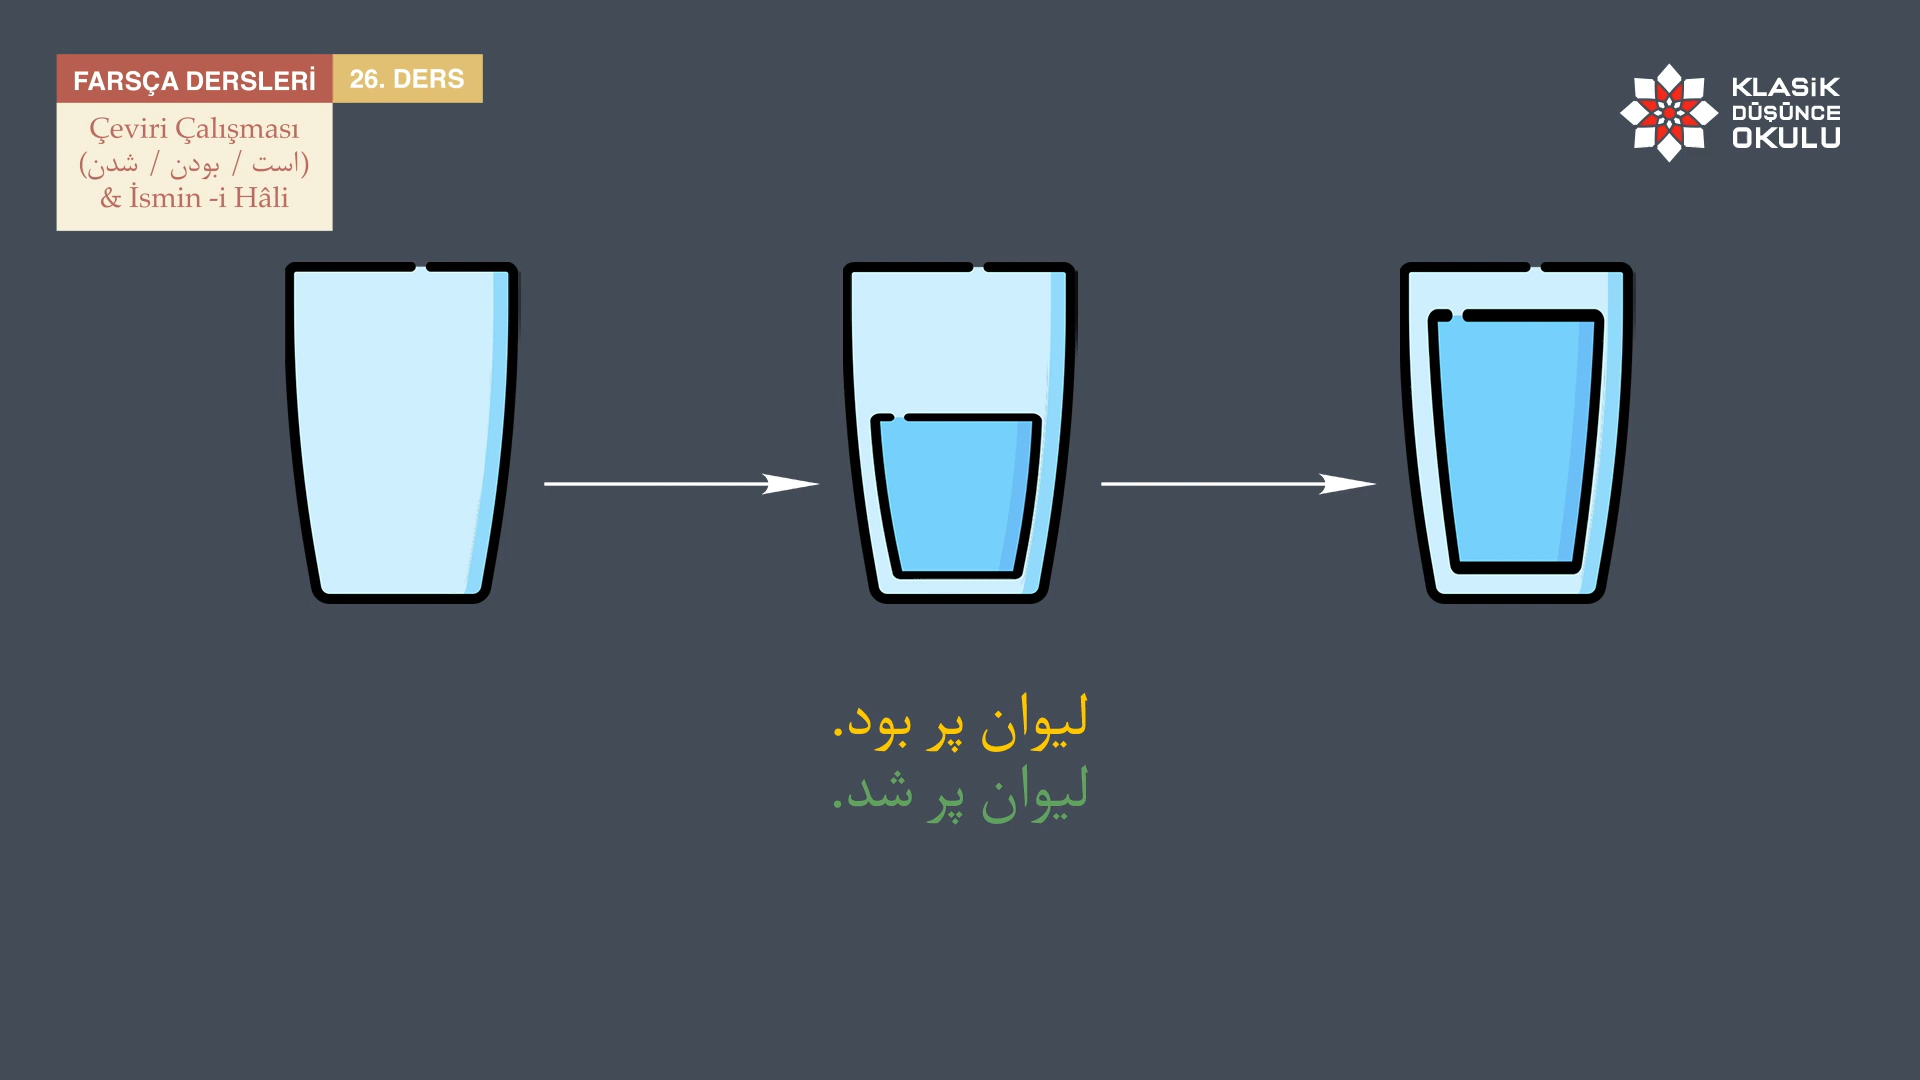 FARSÇA DERSLERİ
26. DERS
Çeviri Çalışması
(است / بودن / شدن)
& İsmin -i Hâli
KLASiK
DÜŞÜNCE
OKULU
لیوان پر بود.
لیوان پر شد.